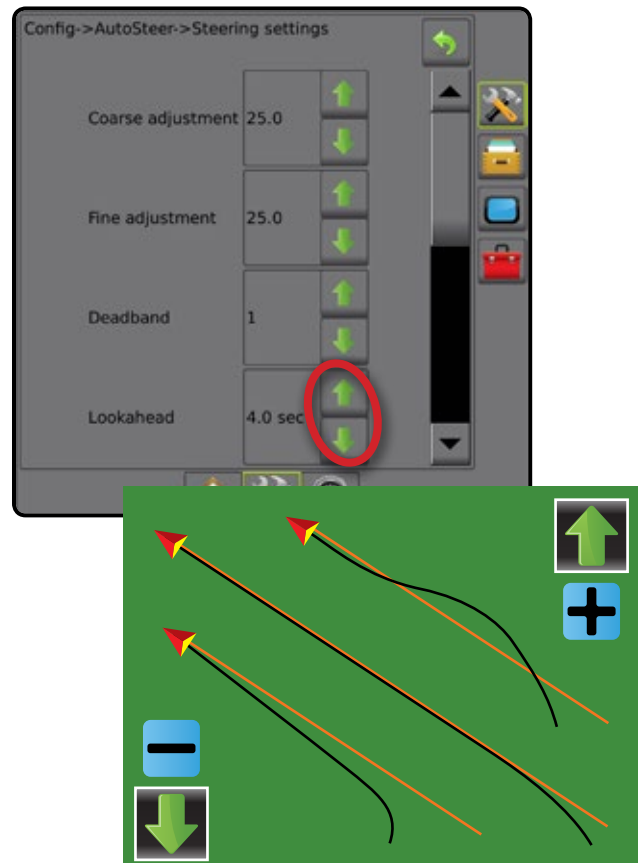 Config->AutoSteer->Steering settings
Coarse adjustment 25.0
Fine adjustment 25.0
Deadband 1
Lookahead 4.0 sec